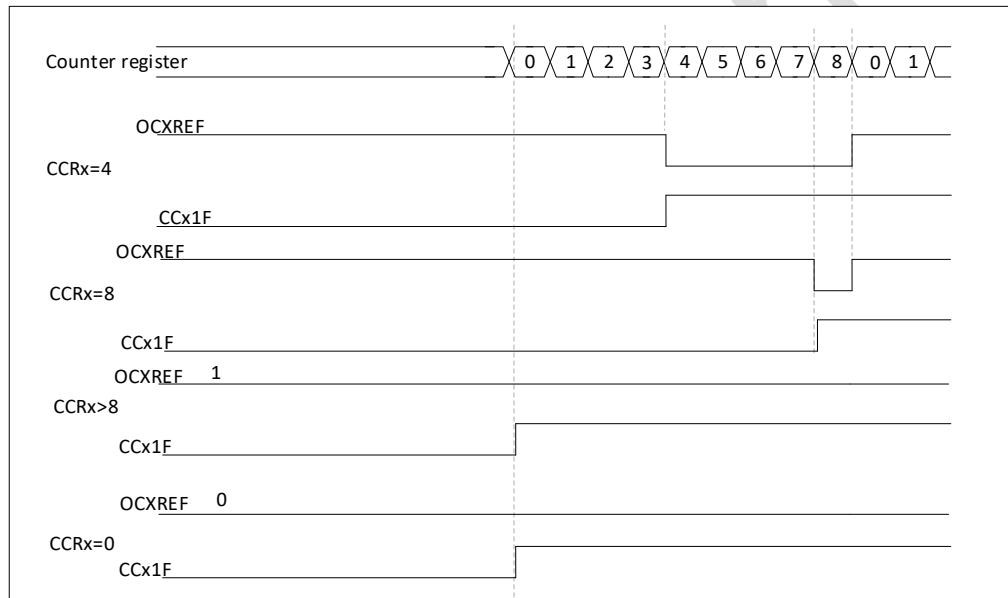 Counter register 0 1 2 3 4 5 6 7 8 0 1
OCXREF
CCRx=4
CCx1F
OCXREF
CCRx=8
CCx1F
OCXREF 1
CCRx>8
CCx1F
OCXREF 0
CCRx=0
CCx1F